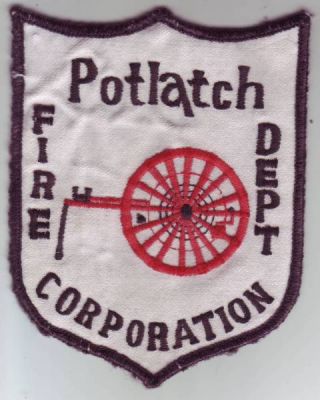 Potlatch
FIRE
DEPT
CORPORATION